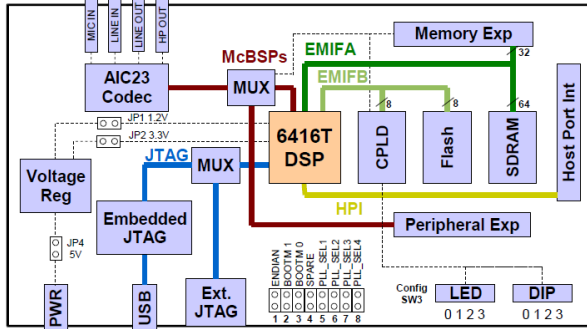 MIC IN
LINE IN
LINE OUT
HP OUT
AIC23
Codec
McBSPs
MUX
EMIFA
EMIFB
Memory Exp
32
8
8
64
JP1 1.2V
JP2 3.3V
6416T
DSP
CPLD
Flash
SDRAM
Host Port Int
Voltage
Reg
JTAG
MUX
HPI
Embedded
JTAG
Peripheral Exp
JP4
5V
ENDIAN
BOOTM 1
BOOTM 0
SPARE
PLL_SEL1
PLL_SEL2
PLL_SEL3
PLL_SEL4
1 2 3 4 5 6 7 8
PWR
USB
Ext.
JTAG
Config
SW3
LED
DIP
0 1 2 3
0 1 2 3